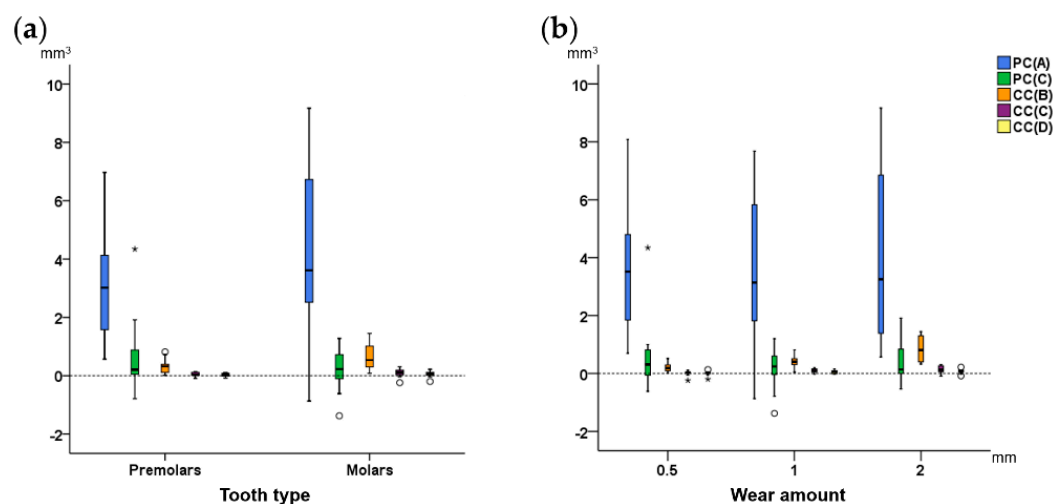 (a)
mm³
10
8
6
4
2
0
-2
Premolars Molars
Tooth type
(b)
mm³
10
8
6
4
2
0
-2
0.5 1 2 mm
Wear amount
PC(A)
PC(C)
CC(B)
CC(C)
CC(D)